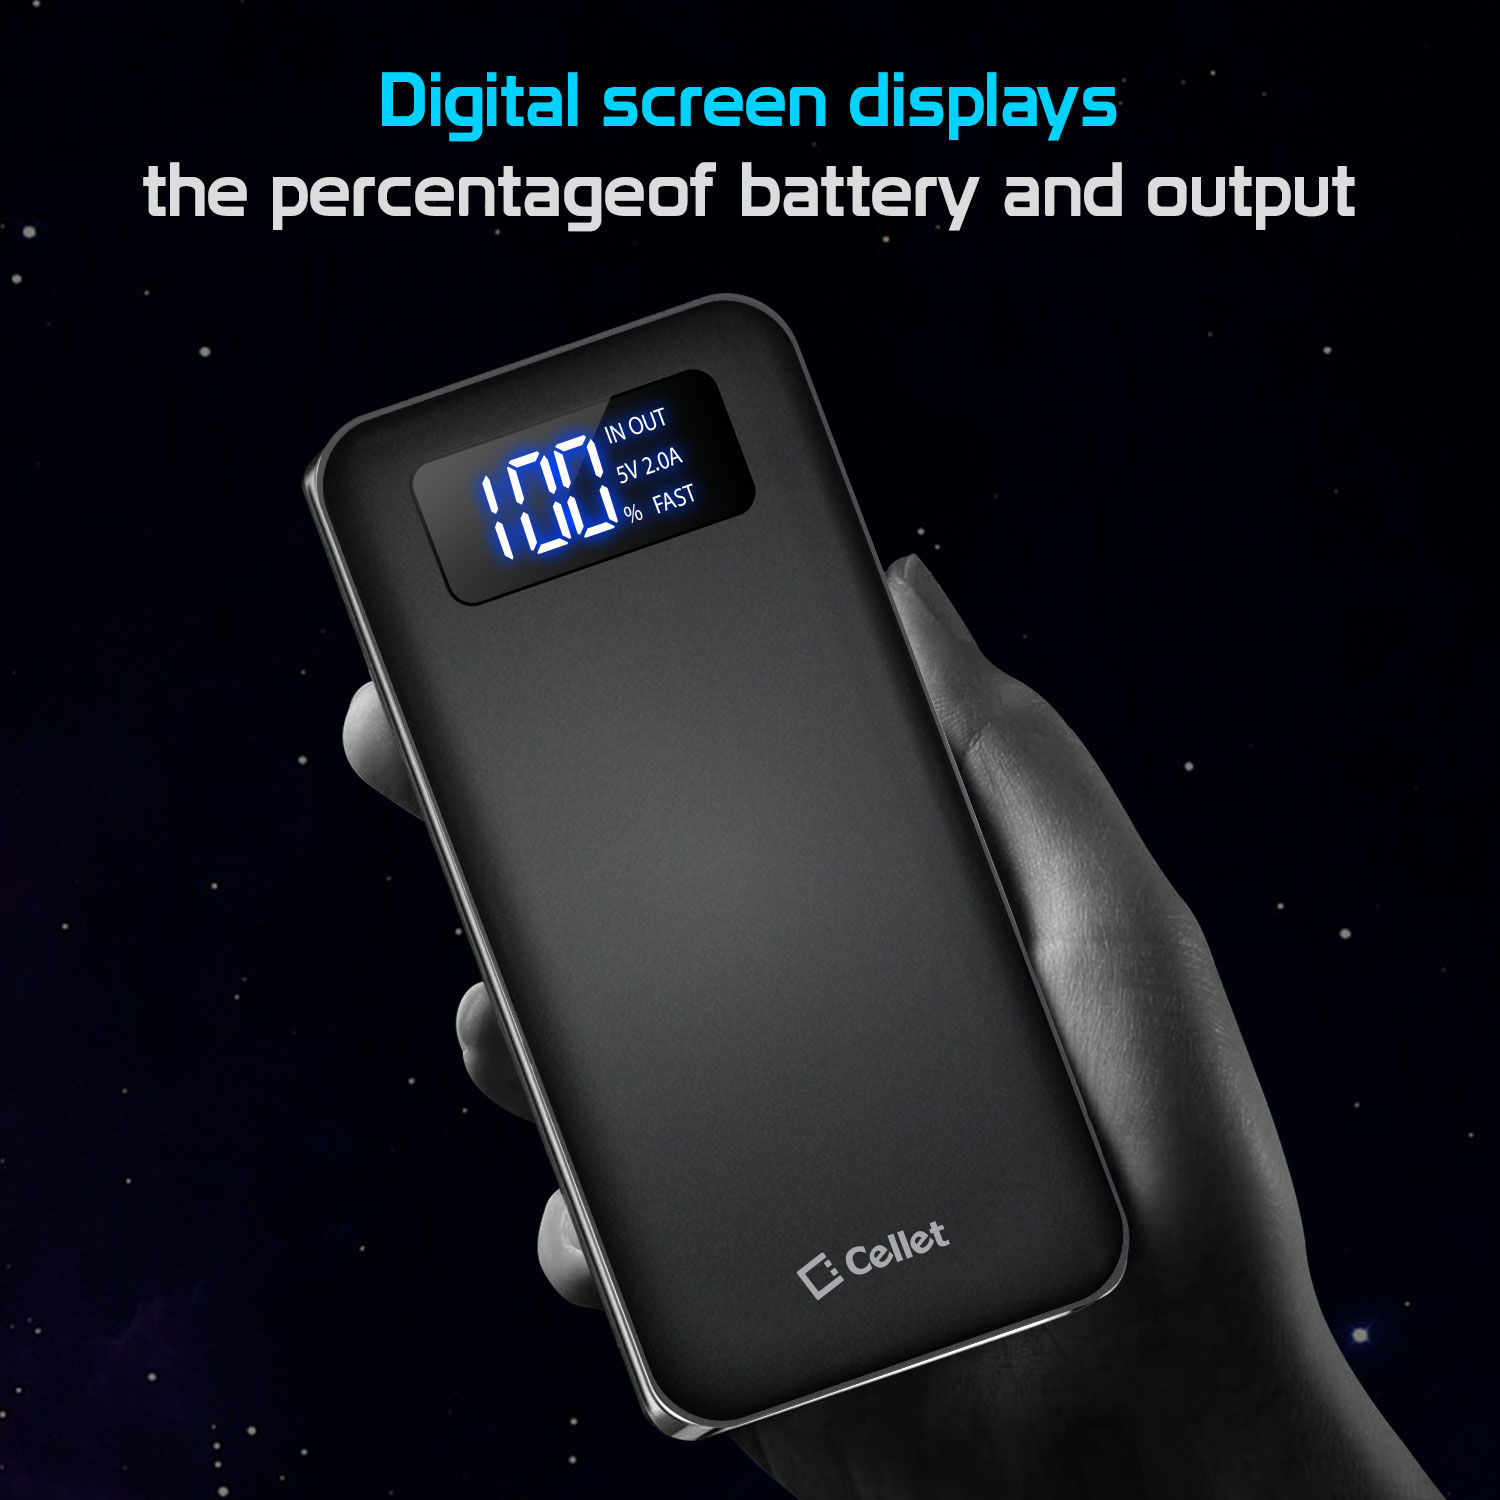 Digital screen displays
the percentageof battery and output
100
IN OUT
5V 2.0A
% FAST
Cellet